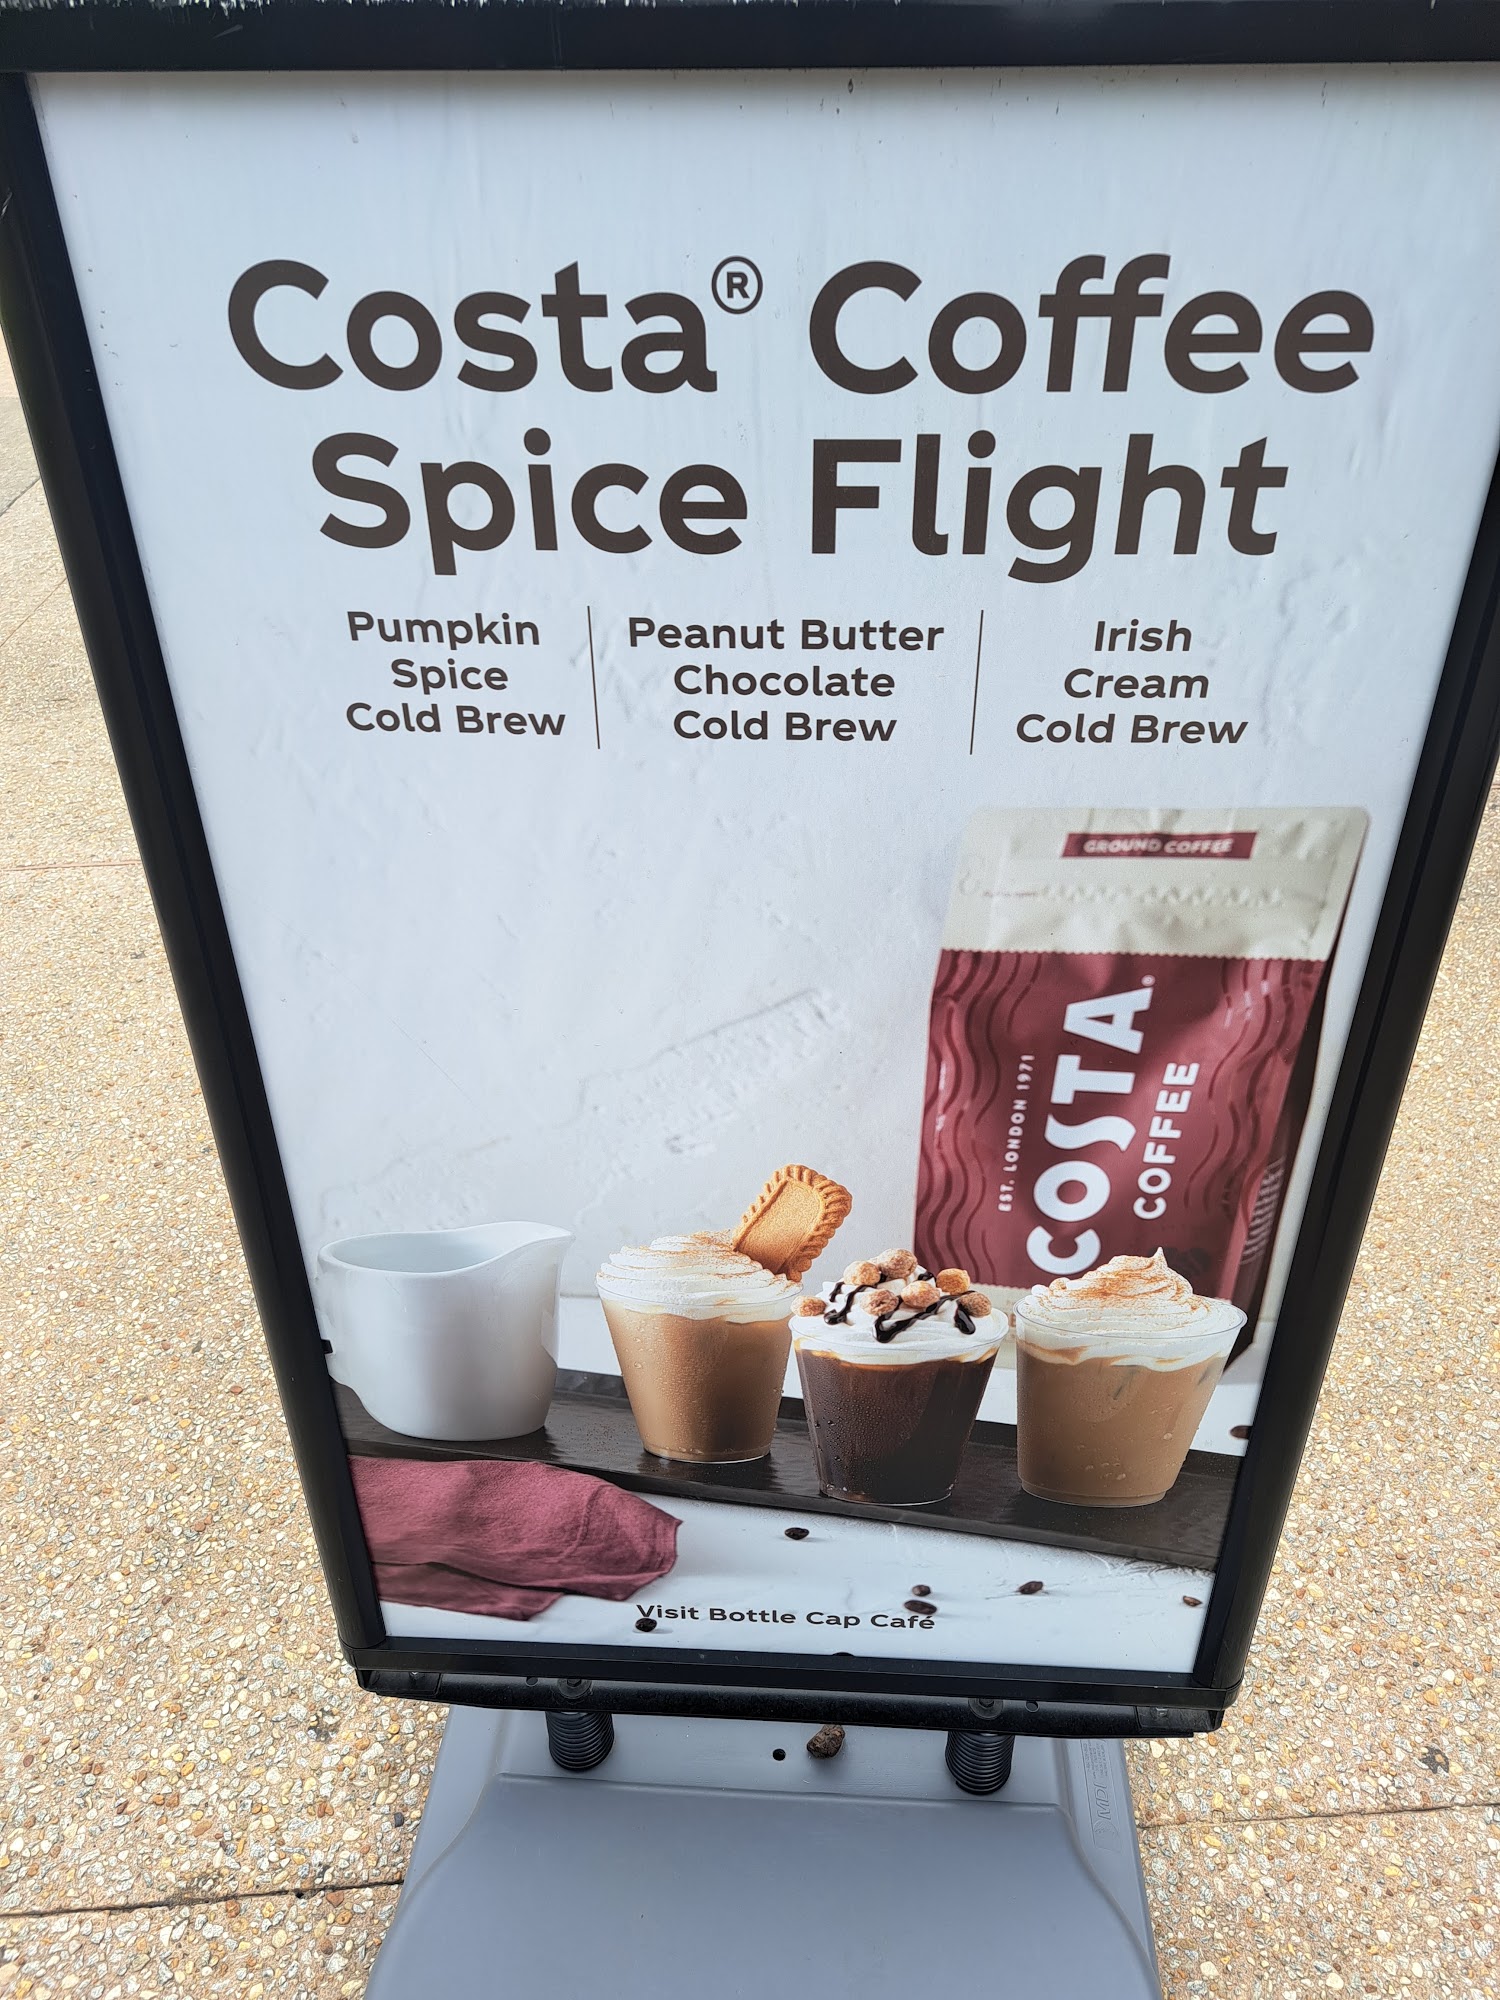 Costa® Coffee
Spice Flight
Pumpkin
Spice
Cold Brew
Peanut Butter
Chocolate
Cold Brew
Irish
Cream
Cold Brew
GROUND COFFEE
EST. LONDON 1971
COSTA®
COFFEE
Visit Bottle Cap Café